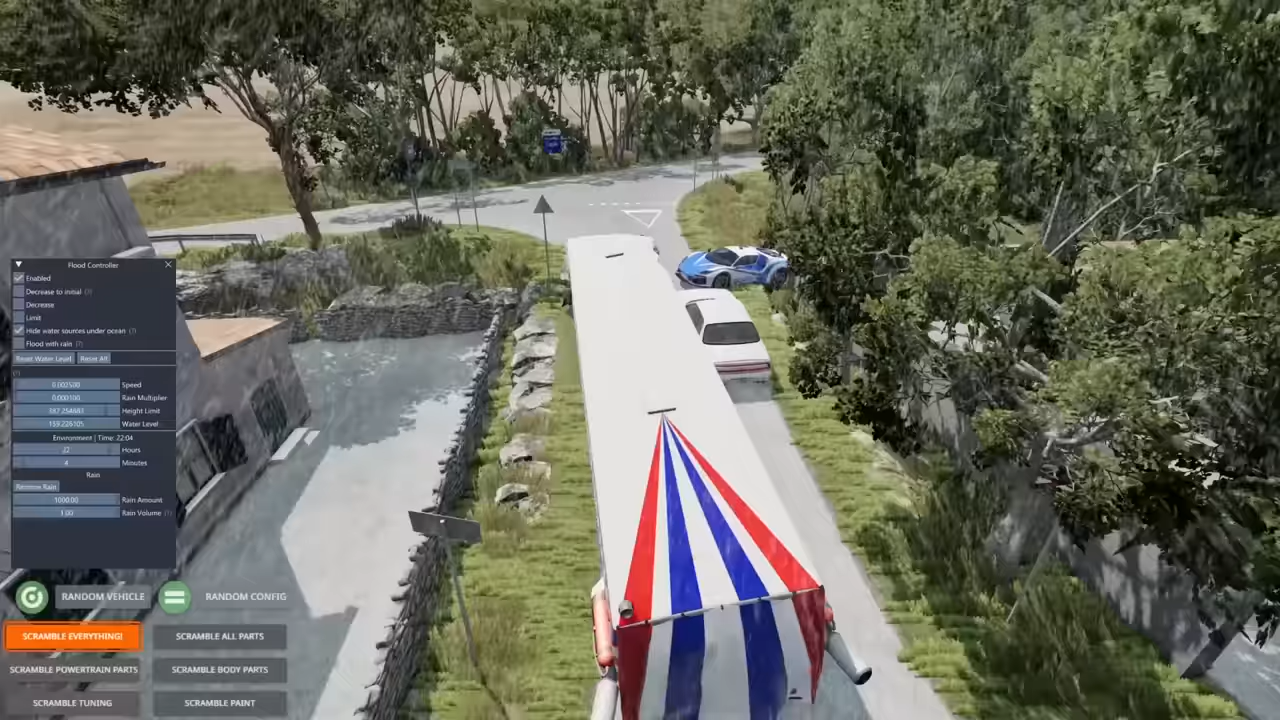 Flood Controller
Enabled
Decrease to initial (?)
Decrease
Limit
Hide water sources under ocean (?)
Flood with rain (?)
Reset Water Level Reset All
(?)
0.002500 Speed
0.000100 Rain Multiplier
Height Limit
159.226105 Water Level
Environment | Time: 22:04
22 Hours
4 Minutes
Rain
Remove Rain
1000.00 Rain Amount
1.00 Rain Volume (?)
RANDOM VEHICLE RANDOM CONFIG
SCRAMBLE EVERYTHING! SCRAMBLE ALL PARTS
SCRAMBLE POWERTRAIN PARTS SCRAMBLE BODY PARTS
SCRAMBLE TUNING SCRAMBLE PAINT